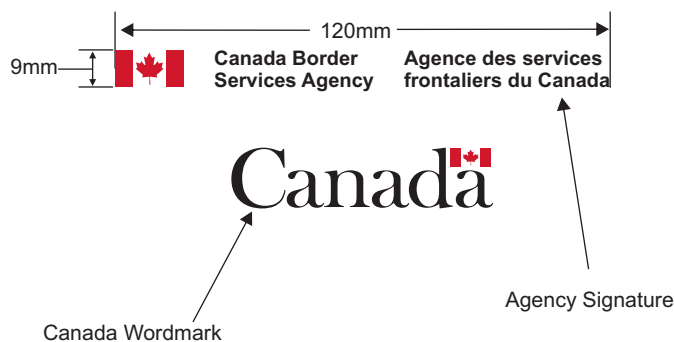 120mm
9mm
Canada Border
Services Agency
Agence des services
frontaliers du Canada
Canada
Agency Signature
Canada Wordmark